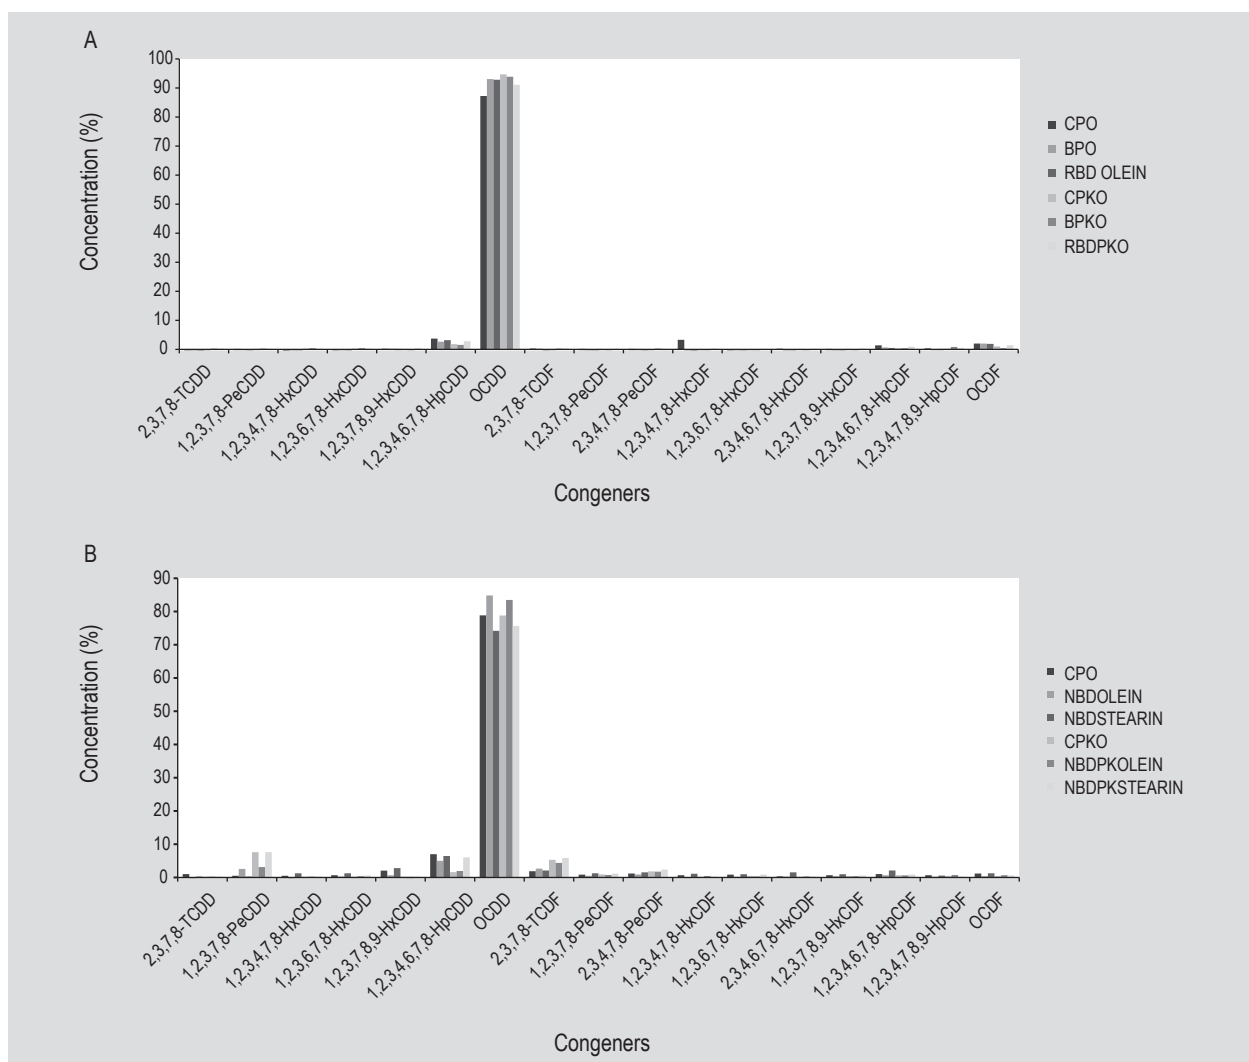 A
Concentration (%)
100
90
80
70
60
50
40
30
20
10
0
2,3,7,8-TCDD
1,2,3,7,8-PeCDD
1,2,3,4,7,8-HxCDD
1,2,3,6,7,8-HxCDD
1,2,3,7,8,9-HxCDD
1,2,3,4,6,7,8-HpCDD
OCDD
2,3,7,8-TCDF
1,2,3,7,8-PeCDF
2,3,4,7,8-PeCDF
1,2,3,4,7,8-HxCDF
1,2,3,6,7,8-HxCDF
2,3,4,6,7,8-HxCDF
1,2,3,7,8,9-HxCDF
1,2,3,4,6,7,8-HpCDF
1,2,3,4,7,8,9-HpCDF
OCDF
Congeners
CPO
BPO
RBD OLEIN
CPKO
BPKO
RBDPKO
B
Concentration (%)
90
80
70
60
50
40
30
20
10
0
2,3,7,8-TCDD
1,2,3,7,8-PeCDD
1,2,3,4,7,8-HxCDD
1,2,3,6,7,8-HxCDD
1,2,3,7,8,9-HxCDD
1,2,3,4,6,7,8-HpCDD
OCDD
2,3,7,8-TCDF
1,2,3,7,8-PeCDF
2,3,4,7,8-PeCDF
1,2,3,4,7,8-HxCDF
1,2,3,6,7,8-HxCDF
2,3,4,6,7,8-HxCDF
1,2,3,7,8,9-HxCDF
1,2,3,4,6,7,8-HpCDF
1,2,3,4,7,8,9-HpCDF
OCDF
Congeners
CPO
NBDOLEIN
NBDSTEARIN
CPKO
NBDPKOLEIN
NBDPKSTEARIN